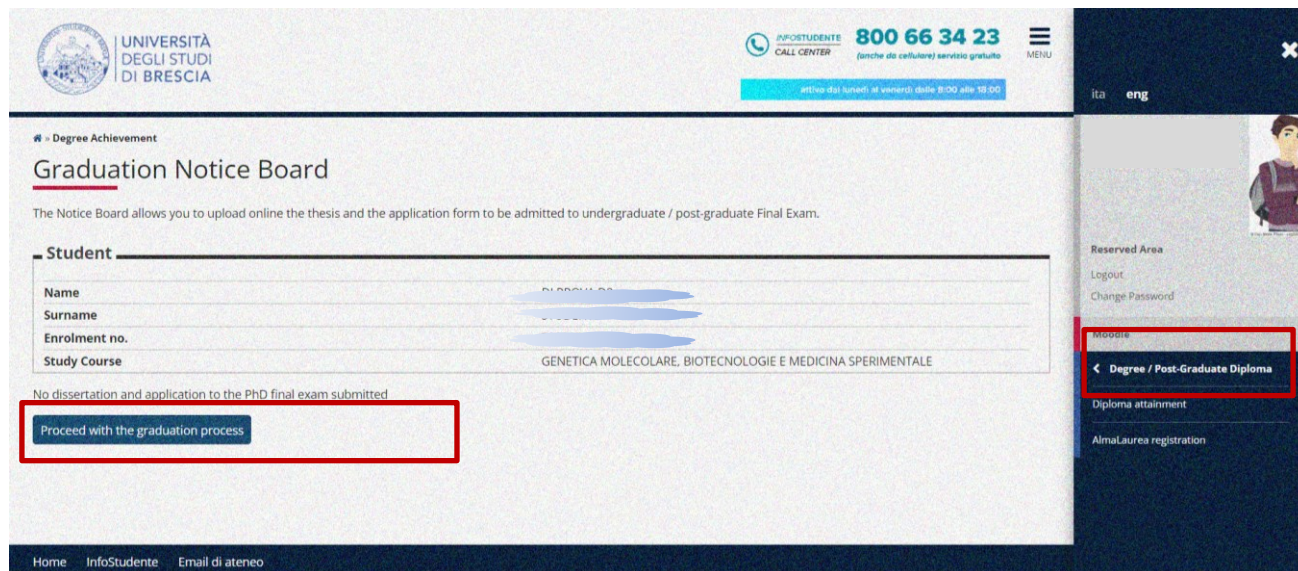 UNIVERSITÀ
DEGLI STUDI
DI BRESCIA
INFOSTUDENTE
CALL CENTER
800 66 34 23
(anche da cellulare) servizio gratuito
MENU
attivo dal lunedì al venerdì dalle 9:00 alle 18:00
ita eng
» Degree Achievement
Graduation Notice Board
The Notice Board allows you to upload online the thesis and the application form to be admitted to undergraduate / post-graduate Final Exam.
Student
Name
Surname
Enrolment no.
Study Course GENETICA MOLECOLARE, BIOTECNOLOGIE E MEDICINA SPERIMENTALE
No dissertation and application to the PhD final exam submitted
Proceed with the graduation process
Reserved Area
Logout
Change Password
Moodle
Degree / Post-Graduate Diploma
Diploma attainment
AlmaLaurea registration
Home InfoStudente Email di ateneo